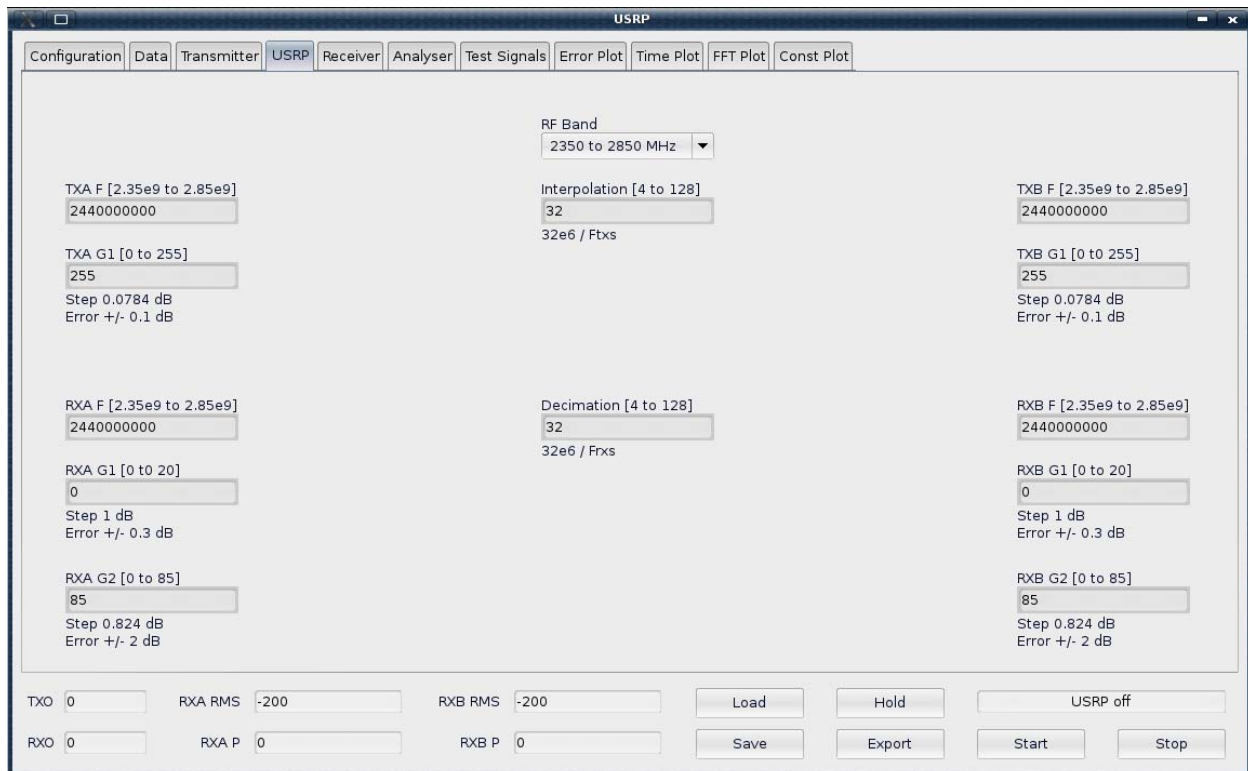 USRP
Configuration Data Transmitter USRP Receiver Analyser Test Signals Error Plot Time Plot FFT Plot Const Plot
RF Band
2350 to 2850 MHz
TXA F [2.35e9 to 2.85e9]
2440000000
Interpolation [4 to 128]
32
32e6 / Ftxs
TXB F [2.35e9 to 2.85e9]
2440000000
TXA G1 [0 to 255]
255
Step 0.0784 dB
Error +/- 0.1 dB
TXB G1 [0 t0 255]
255
Step 0.0784 dB
Error +/- 0.1 dB
RXA F [2.35e9 to 2.85e9]
2440000000
Decimation [4 to 128]
32
32e6 / Frxs
RXB F [2.35e9 to 2.85e9]
2440000000
RXA G1 [0 t0 20]
0
Step 1 dB
Error +/- 0.3 dB
RXB G1 [0 to 20]
0
Step 1 dB
Error +/- 0.3 dB
RXA G2 [0 to 85]
85
Step 0.824 dB
Error +/- 2 dB
RXB G2 [0 to 85]
85
Step 0.824 dB
Error +/- 2 dB
TXO 0 RXA RMS -200 RXB RMS -200 Load Hold USRP off
RXO 0 RXA P 0 RXB P 0 Save Export Start Stop